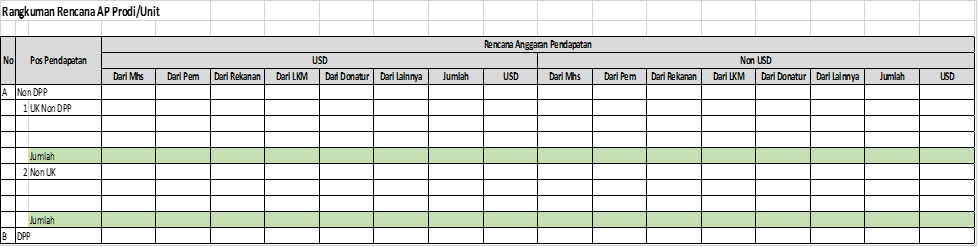 Rangkuman Rencana AP Prodi/Unit
No Pos Pendapatan Rencana Anggaran Pendapatan
USD Non USD
Dari Mhs Dari Pem Dari Rekanan Dari LKM Dari Donatur Dari Lainnya Jumlah USD Dari Mhs Dari Pem Dari Rekanan Dari LKM Dari Donatur Dari Lainnya Jumlah USD
A Non DPP
1 UK Non DPP
Jumlah
2 Non UK
Jumlah
B DPP